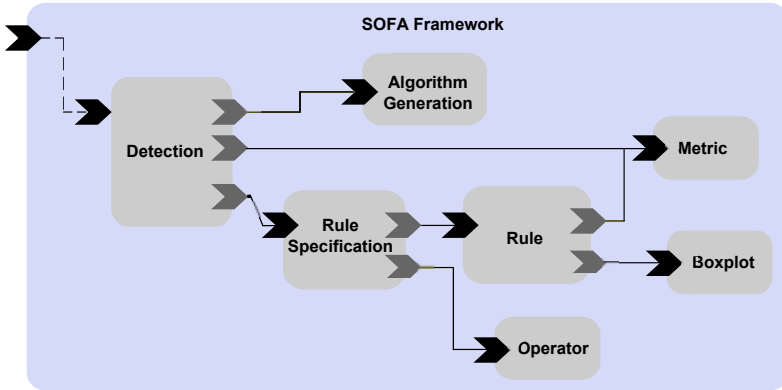 SOFA Framework
Algorithm
Generation
Detection
Metric
Rule
Specification
Rule
Boxplot
Operator